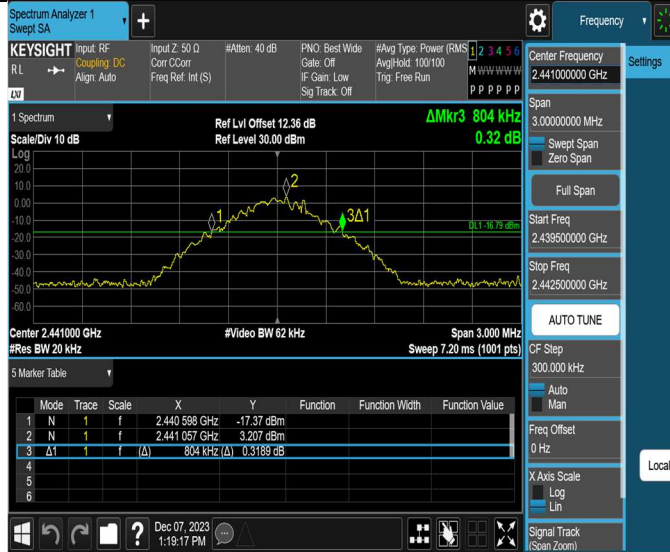 Spectrum Analyzer 1
Swept SA
+
Frequency
KEYSIGHT
RL
LXI
Input: RF
Coupling: DC
Align: Auto
Input Z: 50 Ω
Corr CCorr
Freq Ref: Int (S)
#Atten: 40 dB
PNO: Best Wide
Gate: Off
IF Gain: Low
Sig Track: Off
#Avg Type: Power (RMS
Avg|Hold: 100/100
Trig: Free Run
1 2 3 4 5 6
M W W W W W
P P P P P P
Center Frequency
2.441000000 GHz
Settings
1 Spectrum
Scale/Div 10 dB
Ref Lvl Offset 12.36 dB
Ref Level 30.00 dBm
ΔMkr3 804 kHz
0.32 dB
Log
20.0
10.0
0.00
-10.0
-20.0
-30.0
-40.0
-50.0
-60.0
1
2
3Δ1
DL1 -16.79 dBm
Center 2.441000 GHz
#Res BW 20 kHz
#Video BW 62 kHz
Span 3.000 MHz
Sweep 7.20 ms (1001 pts)
Span
3.00000000 MHz
Swept Span
Zero Span
Full Span
Start Freq
2.439500000 GHz
Stop Freq
2.442500000 GHz
AUTO TUNE
CF Step
300.000 kHz
Auto
Man
Freq Offset
0 Hz
X Axis Scale
Log
Lin
Signal Track
(Span Zoom)
Local
5 Marker Table
Mode Trace Scale X Y Function Function Width Function Value
1 N 1 f 2.440 598 GHz -17.37 dBm
2 N 1 f 2.441 057 GHz 3.207 dBm
3 Δ1 1 f (Δ) 804 kHz (Δ) 0.3189 dB
4
5
6
?
Dec 07, 2023
1:19:17 PM